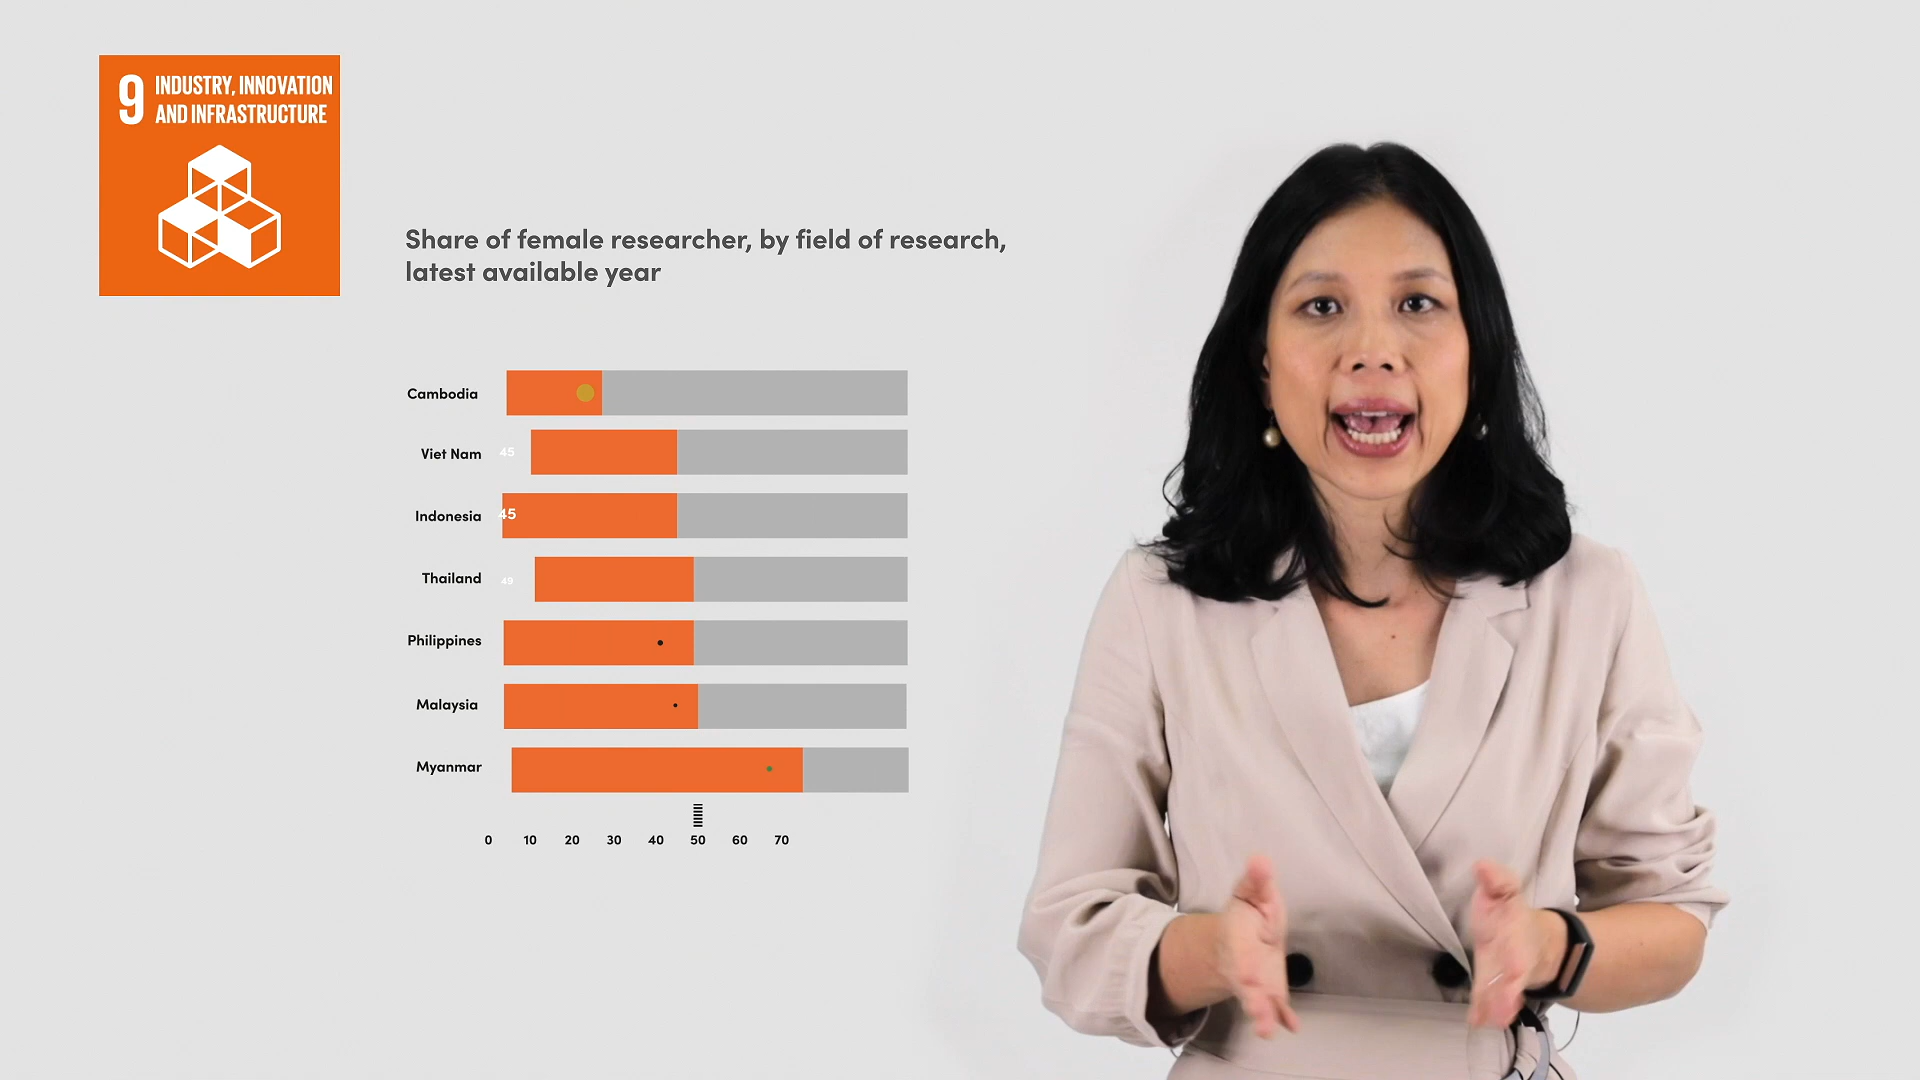 9 INDUSTRY, INNOVATION
AND INFRASTRUCTURE
Share of female researcher, by field of research,
latest available year
Cambodia
Viet Nam 45
Indonesia 45
Thailand 49
Philippines
Malaysia
Myanmar
0 10 20 30 40 50 60 70